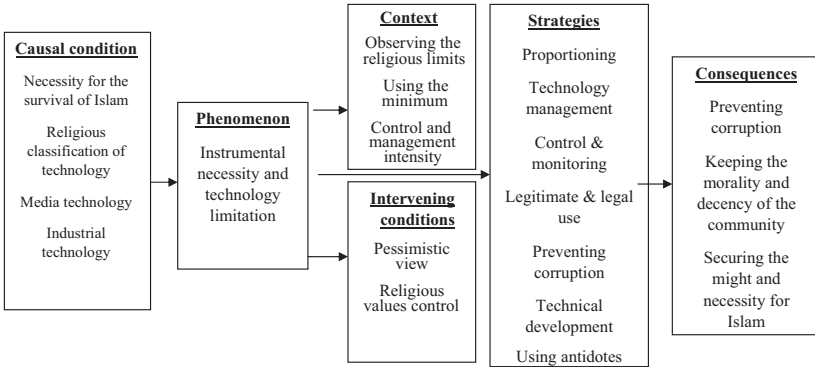 Causal condition
Necessity for the
survival of Islam
Religious
classification of
technology
Media technology
Industrial
technology
Phenomenon
Instrumental
necessity and
technology
limitation
Context
Observing the
religious limits
Using the
minimum
Control and
management
intensity
Intervening
conditions
Pessimistic
view
Religious
values control
Strategies
Proportioning
Technology
management
Control &
monitoring
Legitimate & legal
use
Preventing
corruption
Technical
development
Using antidotes
Consequences
Preventing
corruption
Keeping the
morality and
decency of the
community
Securing the
might and
necessity for
Islam